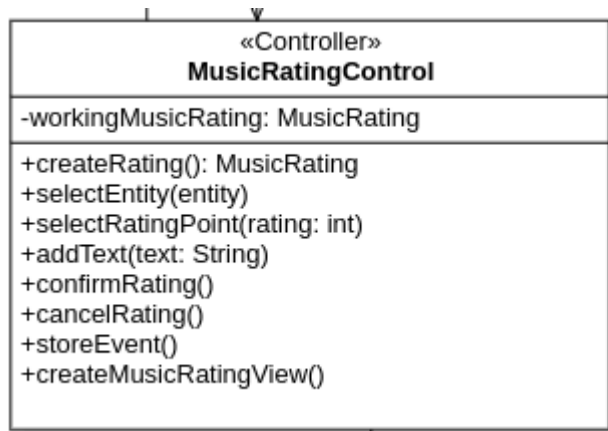 «Controller»
MusicRatingControl
-workingMusicRating: MusicRating
+createRating(): MusicRating
+selectEntity(entity)
+selectRatingPoint(rating: int)
+addText(text: String)
+confirmRating()
+cancelRating()
+storeEvent()
+createMusicRatingView()